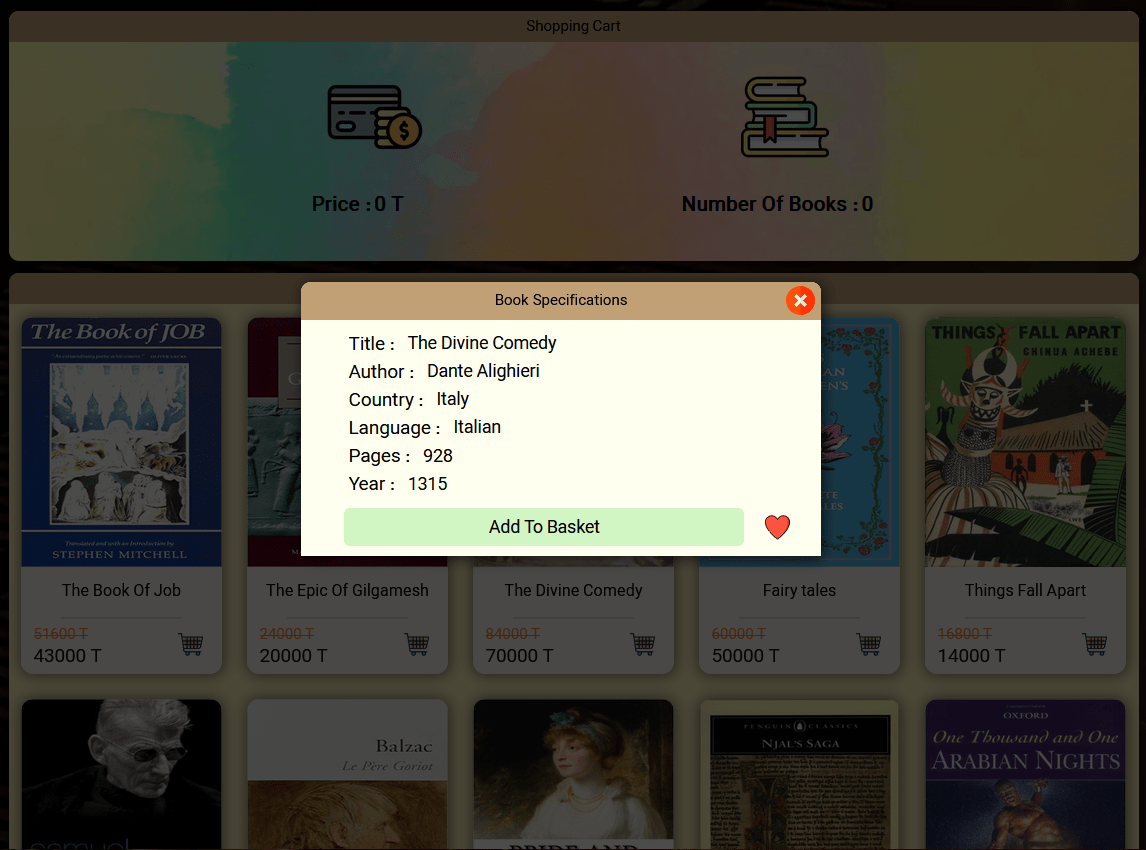 Shopping Cart
$
Price : 0 T
Number Of Books : 0
Book Specifications
Title : The Divine Comedy
Author : Dante Alighieri
Country : Italy
Language : Italian
Pages : 928
Year : 1315
Add To Basket
The Book of JOB
Translated and with an Introduction by
STEPHEN MITCHELL
G
THINGS FALL APART
CHINUA ACHEBE
The Book Of Job
51600 T
43000 T
The Epic Of Gilgamesh
24000 T
20000 T
The Divine Comedy
84000 T
70000 T
Fairy tales
60000 T
50000 T
Things Fall Apart
16800 T
14000 T
samuel
Balzac
Le Père Goriot
PRIDE AND
PENGUIN CLASSICS
NJAL'S SAGA
OXFORD
One Thousand and One
ARABIAN NIGHTS